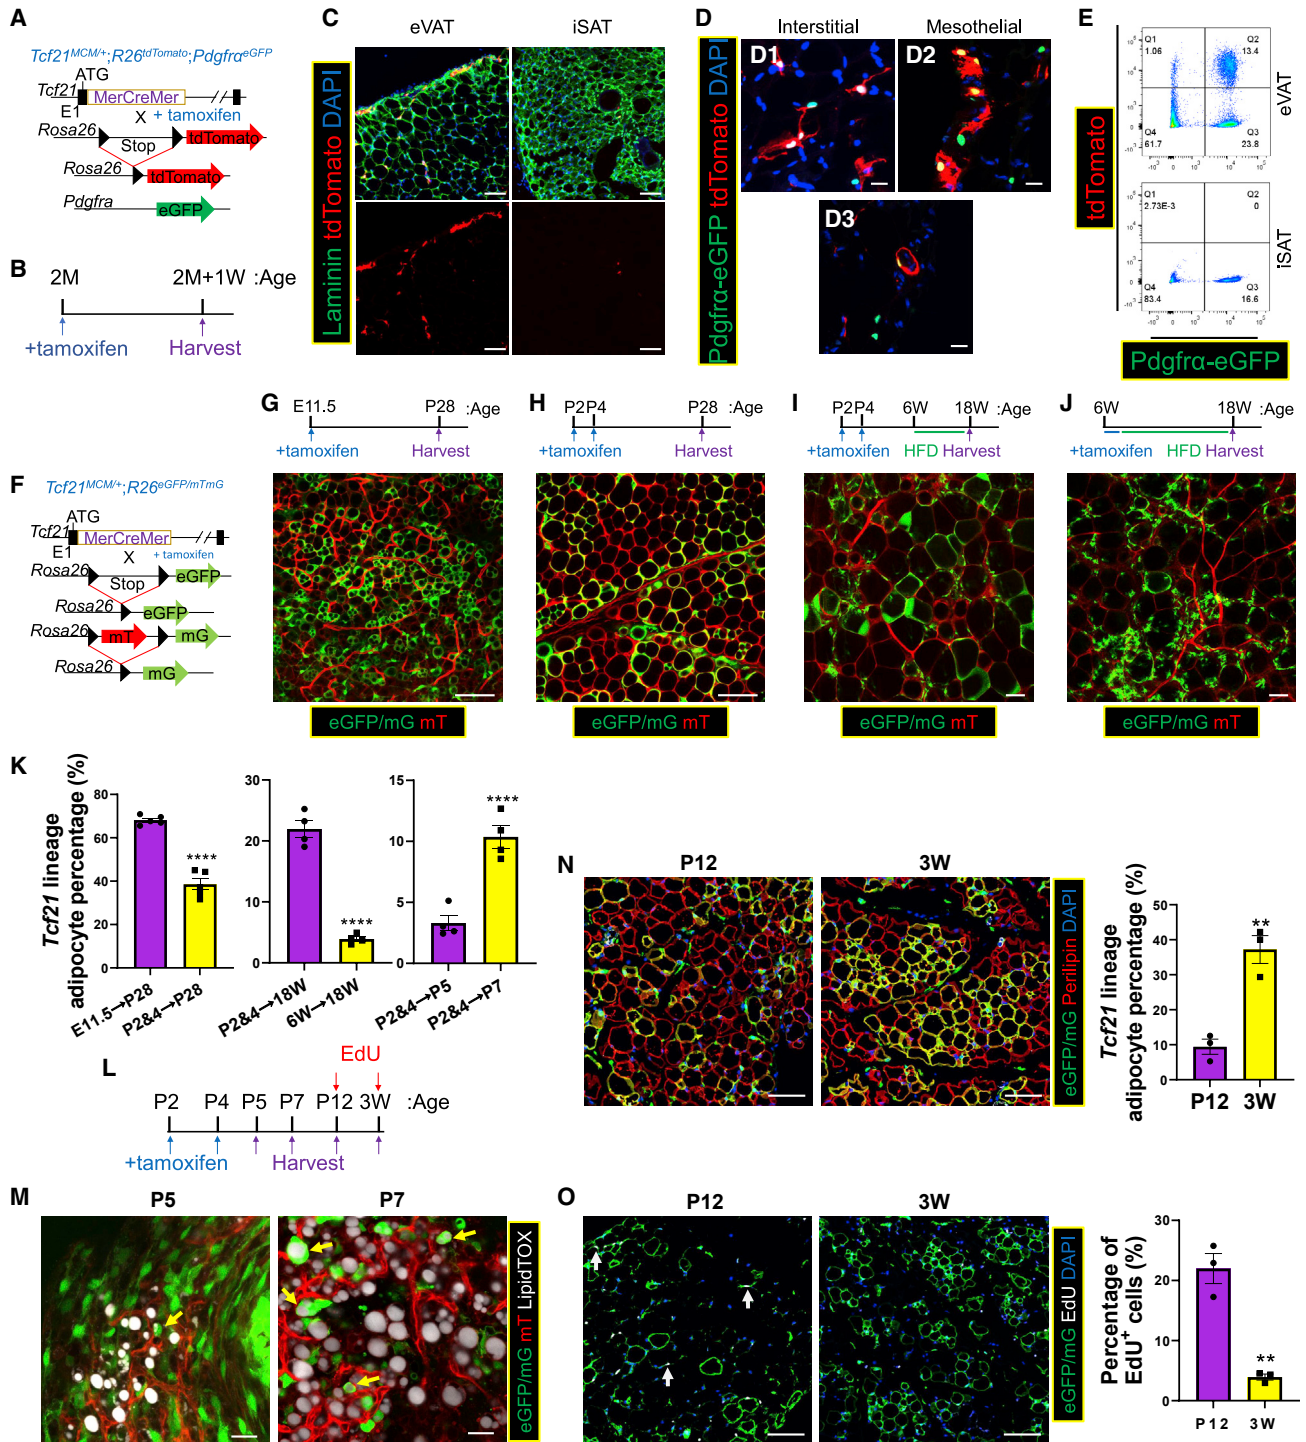 A
Tcf21MCM/+;R26tdTomato;PdgfrαeGFP
ATG
Tcf21
MerCreMer
E1
X
+ tamoxifen
Rosa26
Stop
tdTomato
Rosa26
tdTomato
Pdgfra
eGFP
B
2M
2M+1W
:Age
+tamoxifen
Harvest
C
eVAT
iSAT
Laminin tdTomato DAPI
D
Interstitial
Mesothelial
D1
D2
D3
Pdgfrα-eGFP tdTomato DAPI
E
Q1
1.06
Q2
13.4
Q4
61.7
Q3
23.8
eVAT
Q1
2.73E-3
Q2
0
Q4
83.4
Q3
16.6
iSAT
tdTomato
Pdgfrα-eGFP
F
Tcf21MCM/+;R26eGFP/mTmG
ATG
Tcf21
MerCreMer
E1
X
+ tamoxifen
Rosa26
Stop
eGFP
Rosa26
eGFP
Rosa26
mT
mG
Rosa26
mG
G
E11.5
P28
:Age
+tamoxifen
Harvest
eGFP/mG mT
H
P2 P4
P28
:Age
+tamoxifen
Harvest
eGFP/mG mT
I
P2 P4
6W
18W
:Age
+tamoxifen
HFD
Harvest
eGFP/mG mT
J
6W
18W
:Age
+tamoxifen
HFD
Harvest
eGFP/mG mT
K
Tcf21 lineage
adipocyte percentage (%)
80
60
40
20
0
****
E11.5→P28
P2&4→P28
30
20
10
0
****
P2&4→18W
6W→18W
15
10
5
0
****
P2&4→P5
P2&4→P7
L
EdU
P2 P4 P5 P7 P12 3W :Age
+tamoxifen
Harvest
M
P5
P7
eGFP/mG mT LipidTOX
N
P12
3W
eGFP/mG Perilipin DAPI
Tcf21 lineage
adipocyte percentage (%)
50
40
30
20
10
0
**
P12 3W
O
P12
3W
eGFP/mG EdU DAPI
Percentage of
EdU+ cells (%)
30
20
10
0
**
P12 3W